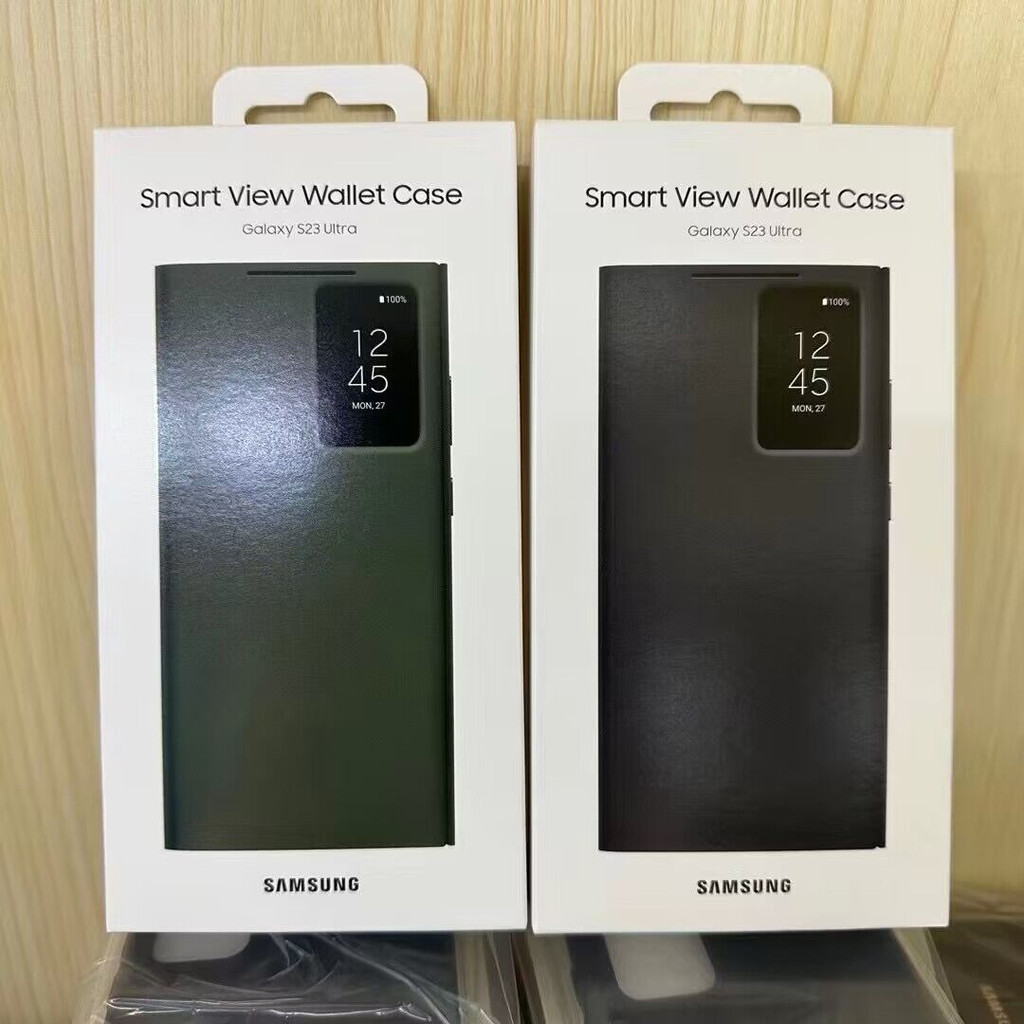 Smart View Wallet Case
Galaxy S23 Ultra
100%
12
45
MON, 27
SAMSUNG
Smart View Wallet Case
Galaxy S23 Ultra
100%
12
45
MON, 27
SAMSUNG